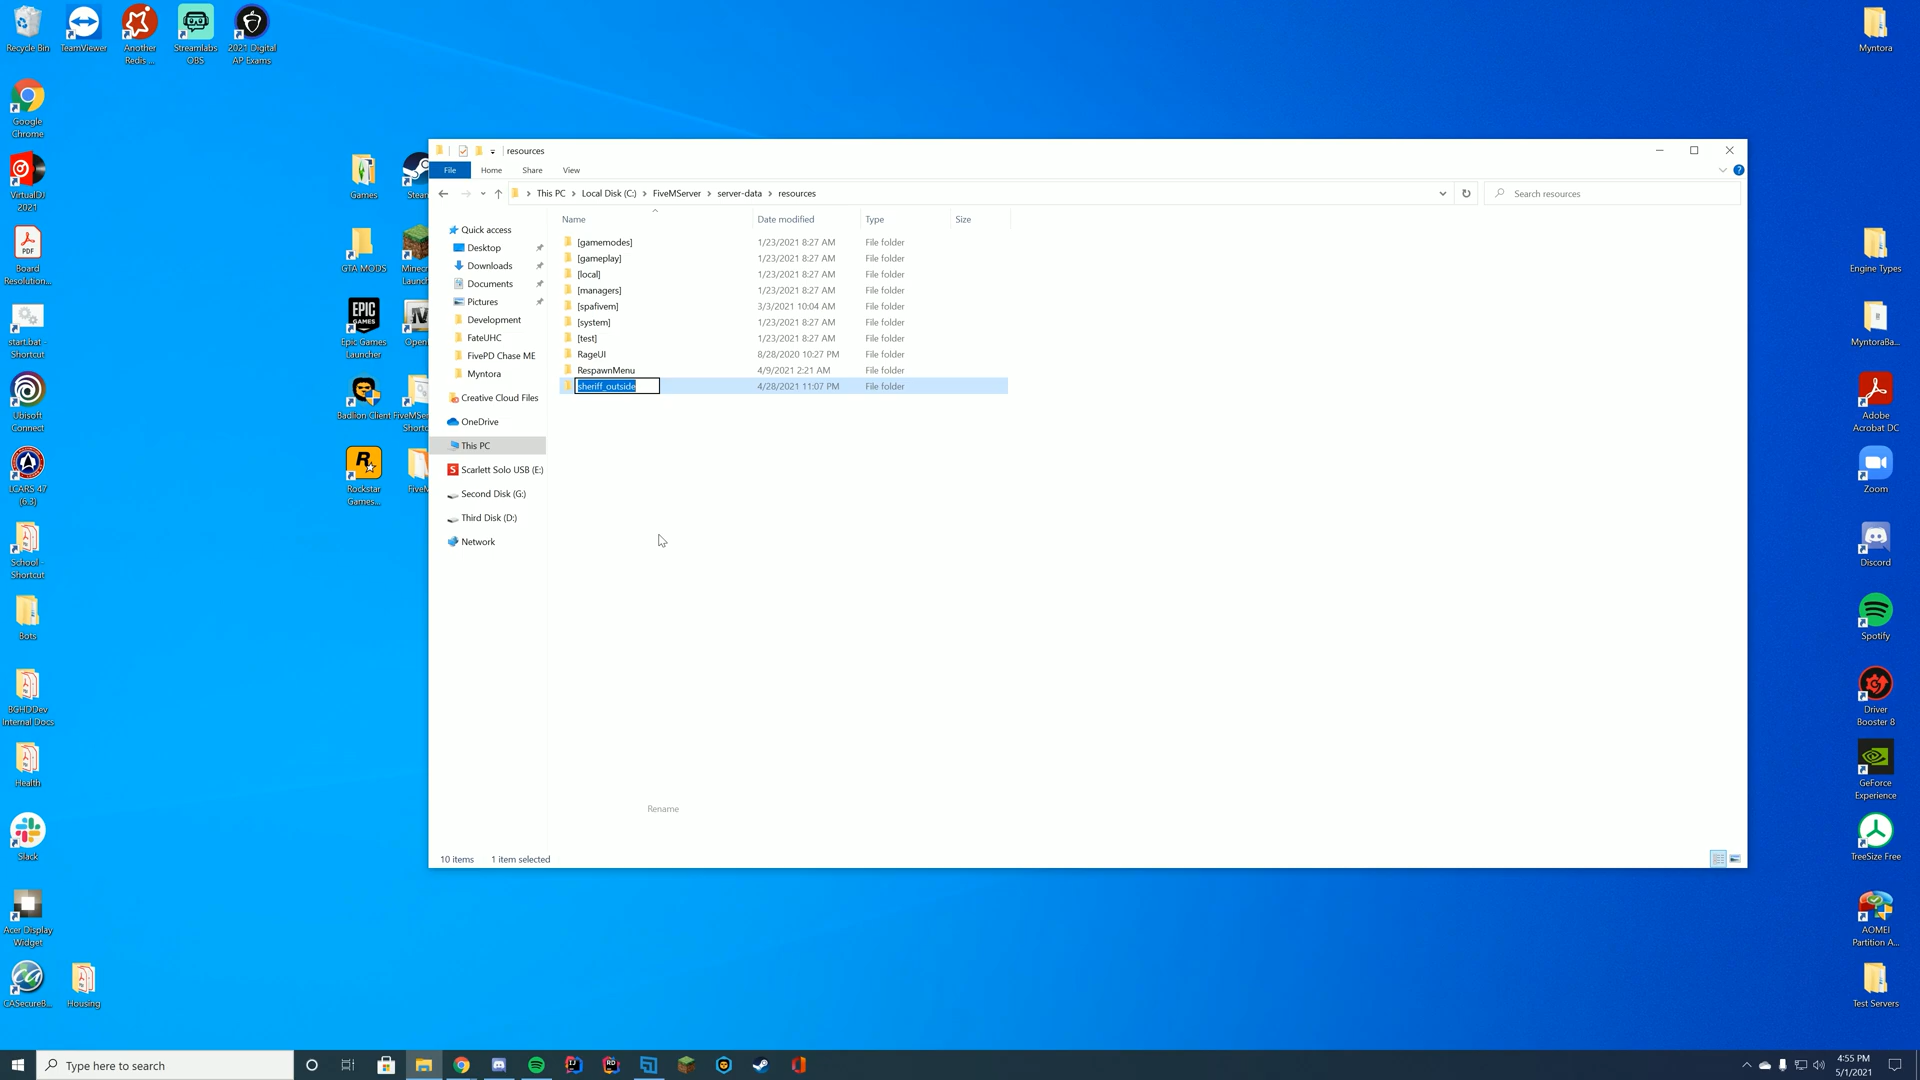 Recycle Bin
TeamViewer
Another
Redis ...
Streamlabs
OBS
2021 Digital
AP Exams
Myntora
Google
Chrome
VirtualDJ
2021
Games
Steam
Board
Resolution...
GTA MODS
Minecr
Launch
Engine Types
start.bat -
Shortcut
EPIC
GAMES
Epic Games
Launcher
OpenI
MyntoraBa...
Ubisoft
Connect
Badlion Client
FiveMSer
Shortc
Adobe
Acrobat DC
LCARS 47
(6.3)
Rockstar
Games...
FiveM
Zoom
School -
Shortcut
Discord
Bots
Spotify
BGHDDev
Internal Docs
Driver
Booster 8
Health
GeForce
Experience
Slack
TreeSize Free
Acer Display
Widget
AOMEI
Partition A...
CASecureB...
Housing
Test Servers
resources
File Home Share View
This PC > Local Disk (C:) > FiveMServer > server-data > resources
Search resources
Name Date modified Type Size
Quick access
Desktop
Downloads
Documents
Pictures
Development
FateUHC
FivePD Chase ME
Myntora
Creative Cloud Files
OneDrive
This PC
Scarlett Solo USB (E:)
Second Disk (G:)
Third Disk (D:)
Network
[gamemodes] 1/23/2021 8:27 AM File folder
[gameplay] 1/23/2021 8:27 AM File folder
[local] 1/23/2021 8:27 AM File folder
[managers] 1/23/2021 8:27 AM File folder
[spafivem] 3/3/2021 10:04 AM File folder
[system] 1/23/2021 8:27 AM File folder
[test] 1/23/2021 8:27 AM File folder
RageUI 8/28/2020 10:27 PM File folder
RespawnMenu 4/9/2021 2:21 AM File folder
sheriff_outside 4/28/2021 11:07 PM File folder
Rename
10 items 1 item selected
Type here to search
4:55 PM
5/1/2021